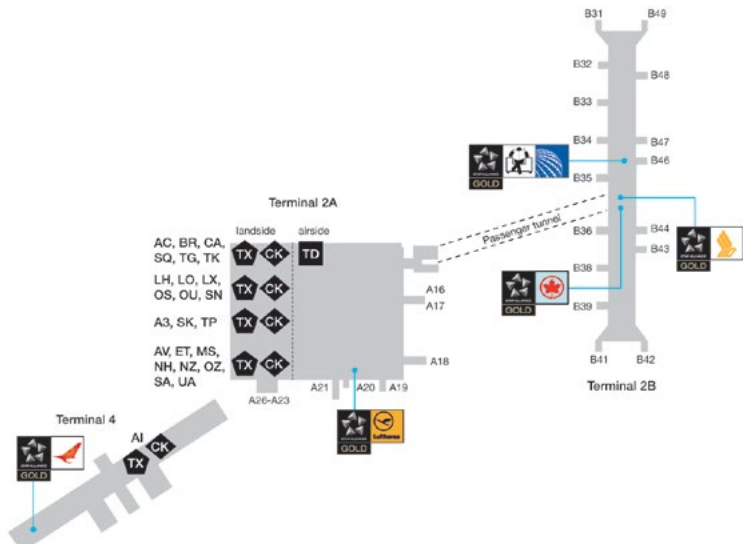 B31
B49
B32
B48
B33
B34
B47
B46
GOLD
B35
Terminal 2A
landside
airside
AC, BR, CA,
SQ, TG, TK
TX
CK
TD
Passenger tunnel
B36
B44
B43
GOLD
LH, LO, LX,
OS, OU, SN
TX
CK
A16
A17
B38
GOLD
A3, SK, TP
TX
CK
B39
AV, ET, MS,
NH, NZ, OZ,
SA, UA
TX
CK
A18
B41
B42
A26-A23
A21
A20
A19
Terminal 2B
Terminal 4
AI
CK
TX
Lufthansa
GOLD
GOLD